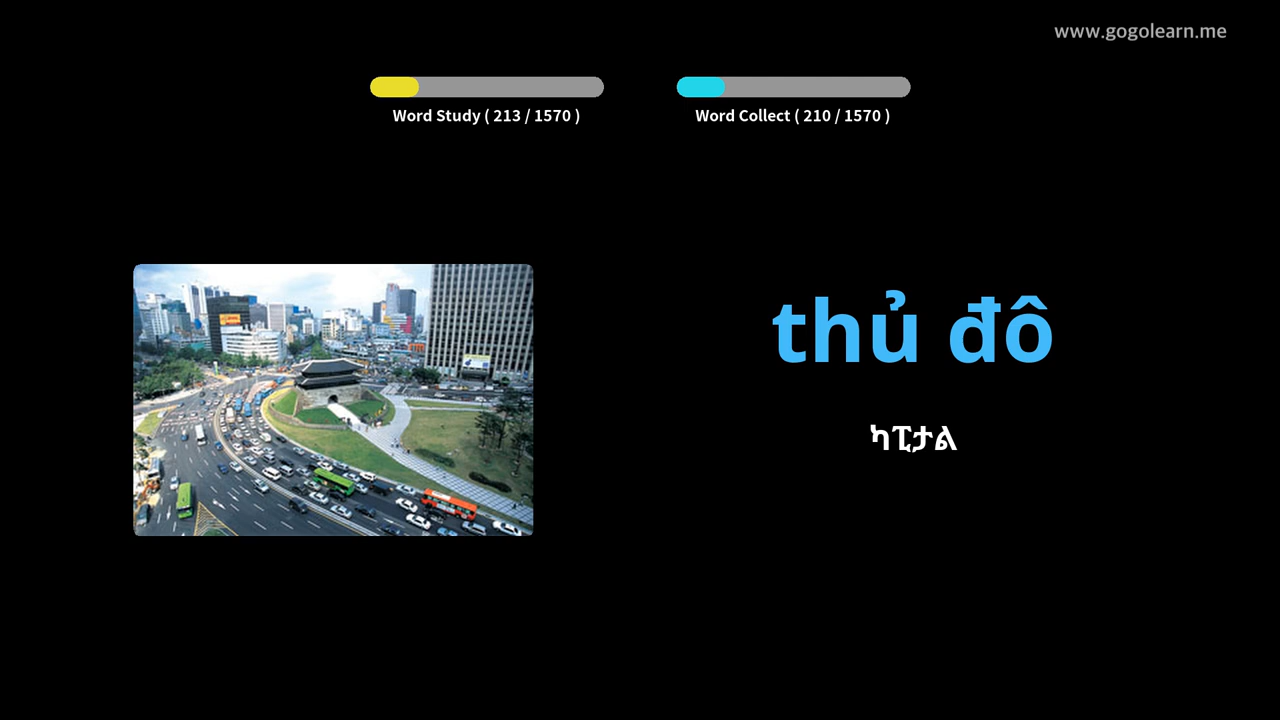 www.gogolearn.me
Word Study ( 213 / 1570 )
Word Collect ( 210 / 1570 )
thủ đô
ካፒታል